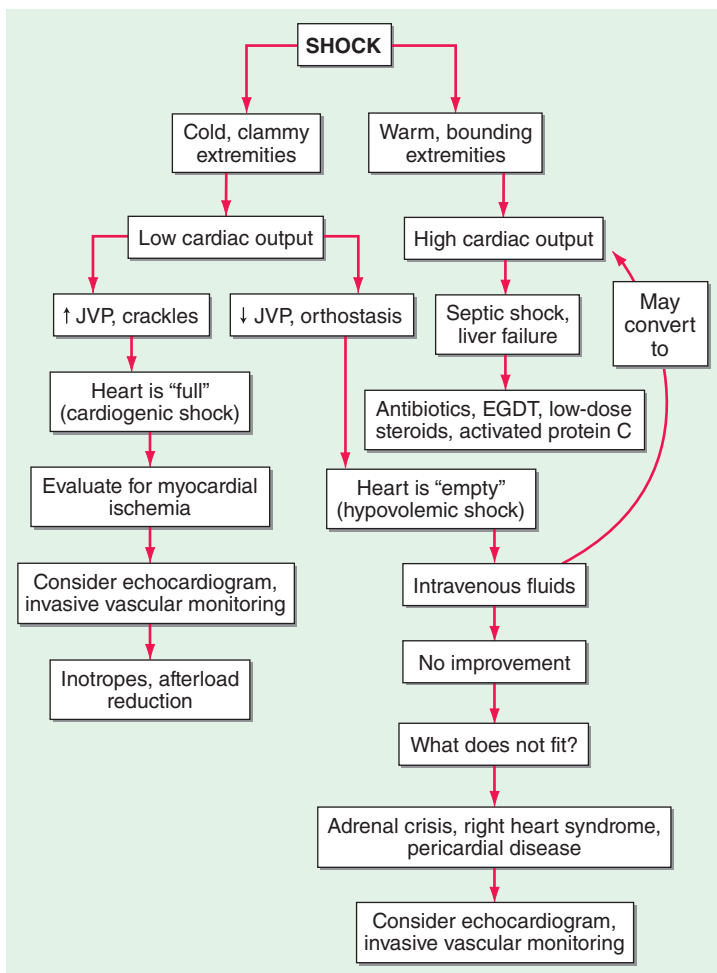 SHOCK
Cold, clammy
extremities
Warm, bounding
extremities
Low cardiac output
High cardiac output
↑ JVP, crackles
↓ JVP, orthostasis
Septic shock,
liver failure
May
convert
to
Heart is “full”
(cardiogenic shock)
Antibiotics, EGDT, low-dose
steroids, activated protein C
Evaluate for myocardial
ischemia
Heart is “empty”
(hypovolemic shock)
Consider echocardiogram,
invasive vascular monitoring
Intravenous fluids
Inotropes, afterload
reduction
No improvement
What does not fit?
Adrenal crisis, right heart syndrome,
pericardial disease
Consider echocardiogram,
invasive vascular monitoring